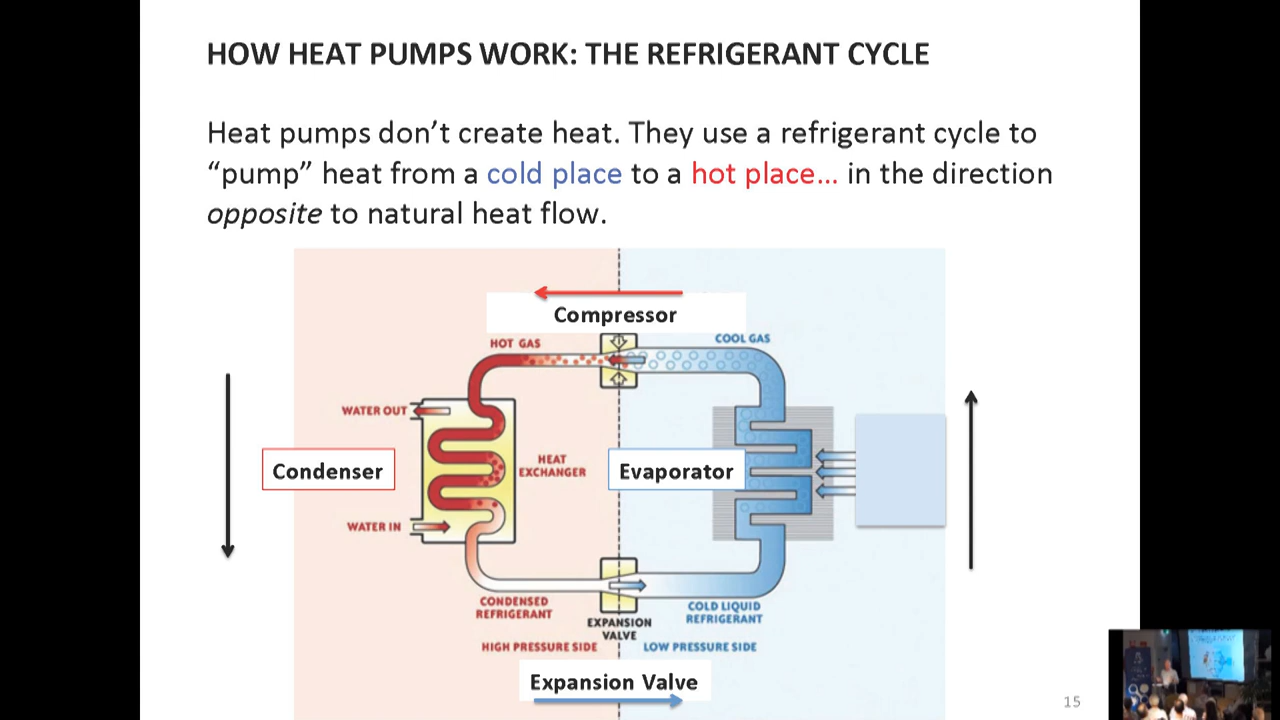 HOW HEAT PUMPS WORK: THE REFRIGERANT CYCLE
Heat pumps don’t create heat. They use a refrigerant cycle to
“pump” heat from a cold place to a hot place… in the direction
opposite to natural heat flow.
Compressor
HOT GAS
COOL GAS
WATER OUT
Condenser
HEAT
EXCHANGER
Evaporator
WATER IN
CONDENSED
REFRIGERANT
COLD LIQUID
REFRIGERANT
EXPANSION
VALVE
HIGH PRESSURE SIDE
LOW PRESSURE SIDE
Expansion Valve
15